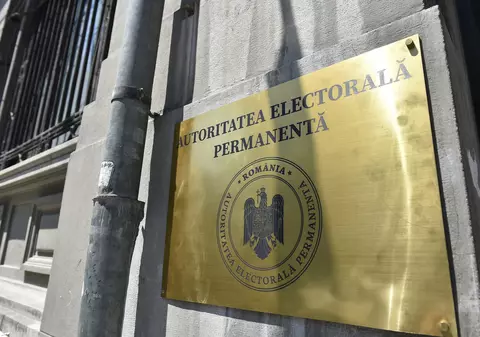 AUTORITATEA ELECTORALĂ
PERMANENTĂ
ROMÂNIA
AUTORITATEA ELECTORALĂ PERMANENTĂ